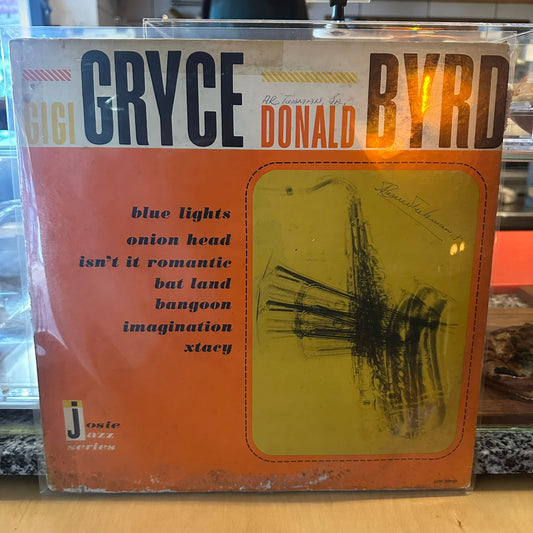 GIGI GRYCE DONALD BYRD
blue lights
onion head
isn't it romantic
bat land
bangoon
imagination
xtacy
josie
jazz
series